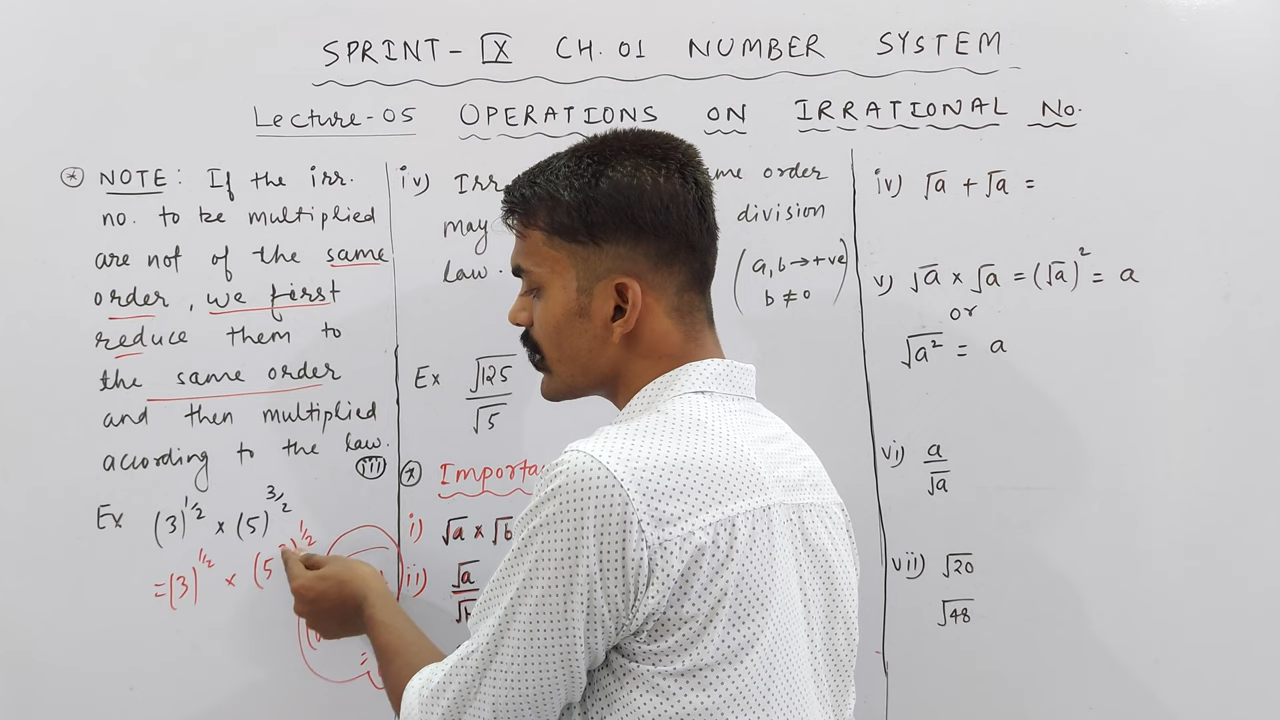 SPRINT-IX CH.01 NUMBER SYSTEM
Lecture-05 OPERATIONS ON IRRATIONAL No.
* NOTE: If the irr.
no. to be multiplied
are not of the same
order, we first
reduce them to
the same order
and then multiplied
according to the law.
(iii)
Ex (3)^1/2 × (5)^3/2
=(3)^1/2 × (5 )^1/2
iv) Irr order
may division
law. (a,b→+ve
b≠0)
Ex √125/√5
*
i) √a × √b
ii) √a
iv) √a + √a =
v) √a × √a = (√a)² = a
or
√a² = a
vi) a/√a
vii) √20
√48